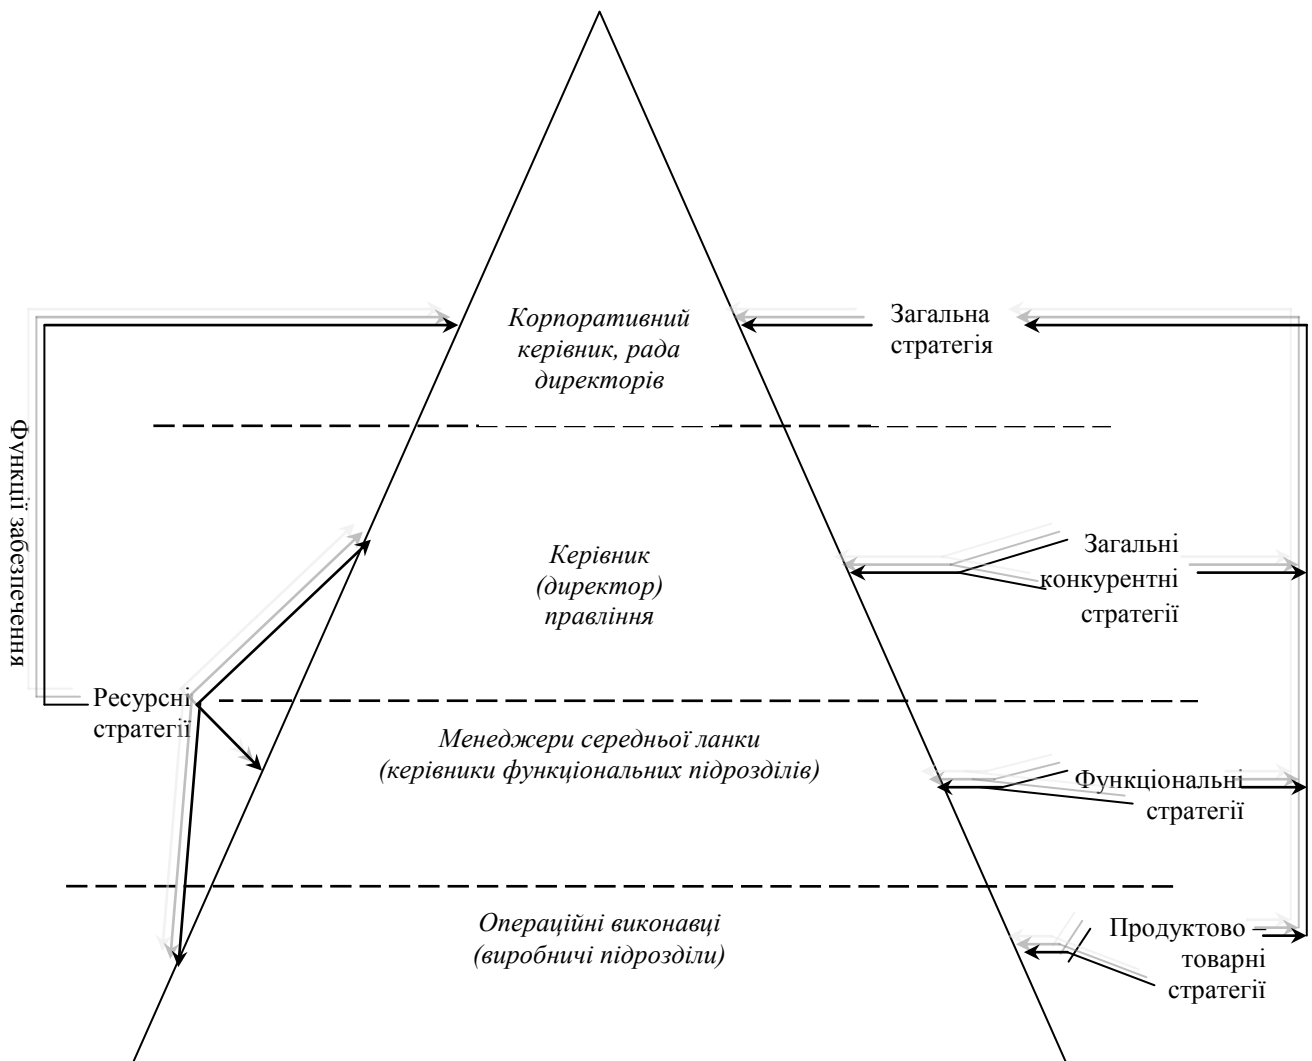 Корпоративний
керівник, рада
директорів
Загальна
стратегія
Функції забезпечення
Керівник
(директор)
правління
Загальні
конкурентні
стратегії
Ресурсні
стратегії
Менеджери середньої ланки
(керівники функціональних підрозділів)
Функціональні
стратегії
Операційні виконавці
(виробничі підрозділи)
Продуктово –
товарні
стратегії